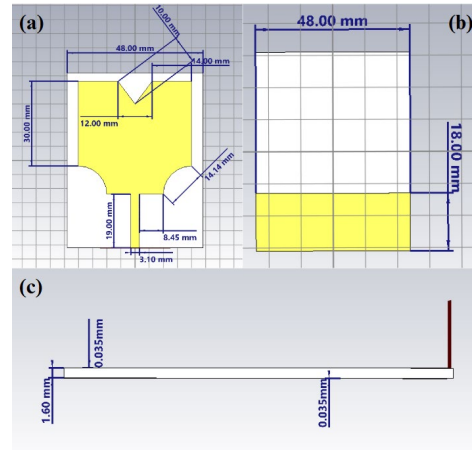 (a)
10.00 mm
48.00 mm
14.00 mm
30.00 mm
12.00 mm
14.14 mm
19.00 mm
8.45 mm
3.10 mm
(b)
48.00 mm
18.00 mm
(c)
0.035mm
1.60 mm
0.035mm